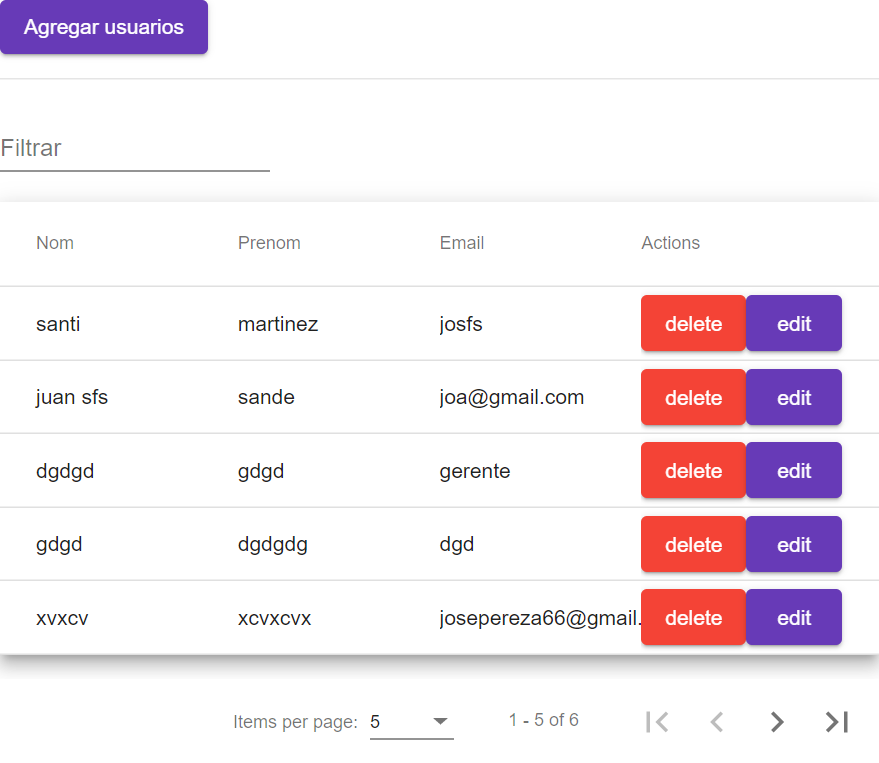 Agregar usuarios
Filtrar
Nom Prenom Email Actions
santi martinez josfs delete edit
juan sfs sande joa@gmail.com delete edit
dgdgd gdgd gerente delete edit
gdgd dgdgdg dgd delete edit
xvxcv xcvxcvx josepereza66@gmail. delete edit
Items per page: 5 1 - 5 of 6